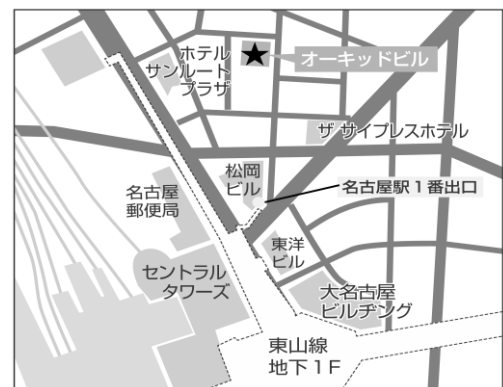 ホテル
サンルート
プラザ
オーキッドビル
ザ サイプレスホテル
松岡
ビル
名古屋駅1番出口
名古屋
郵便局
東洋
ビル
セントラル
タワーズ
大名古屋
ビルヂング
東山線
地下1F